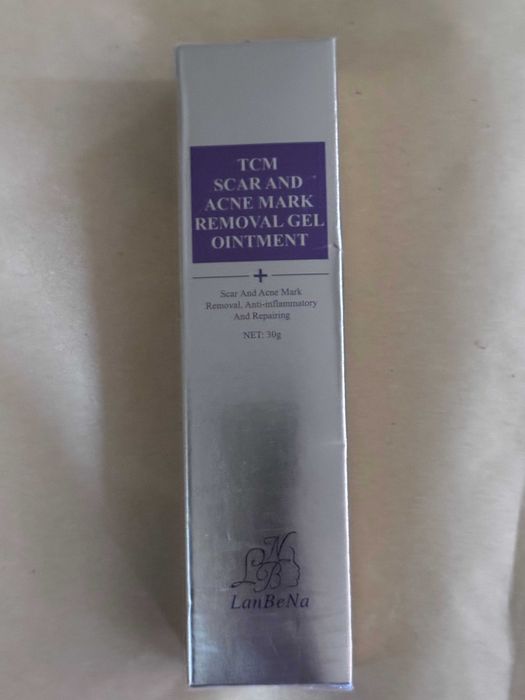 TCM
SCAR AND
ACNE MARK
REMOVAL GEL
OINTMENT
Scar And Acne Mark
Removal, Anti-inflammatory
And Repairing
NET: 30g
LNB
LanBeNa